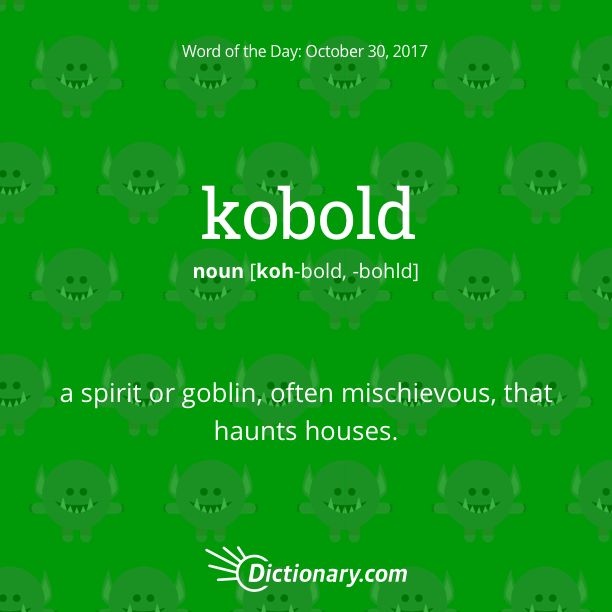 Word of the Day: October 30, 2017
kobold
noun [koh-bold, -bohld]
a spirit or goblin, often mischievous, that
haunts houses.
Dictionary.com